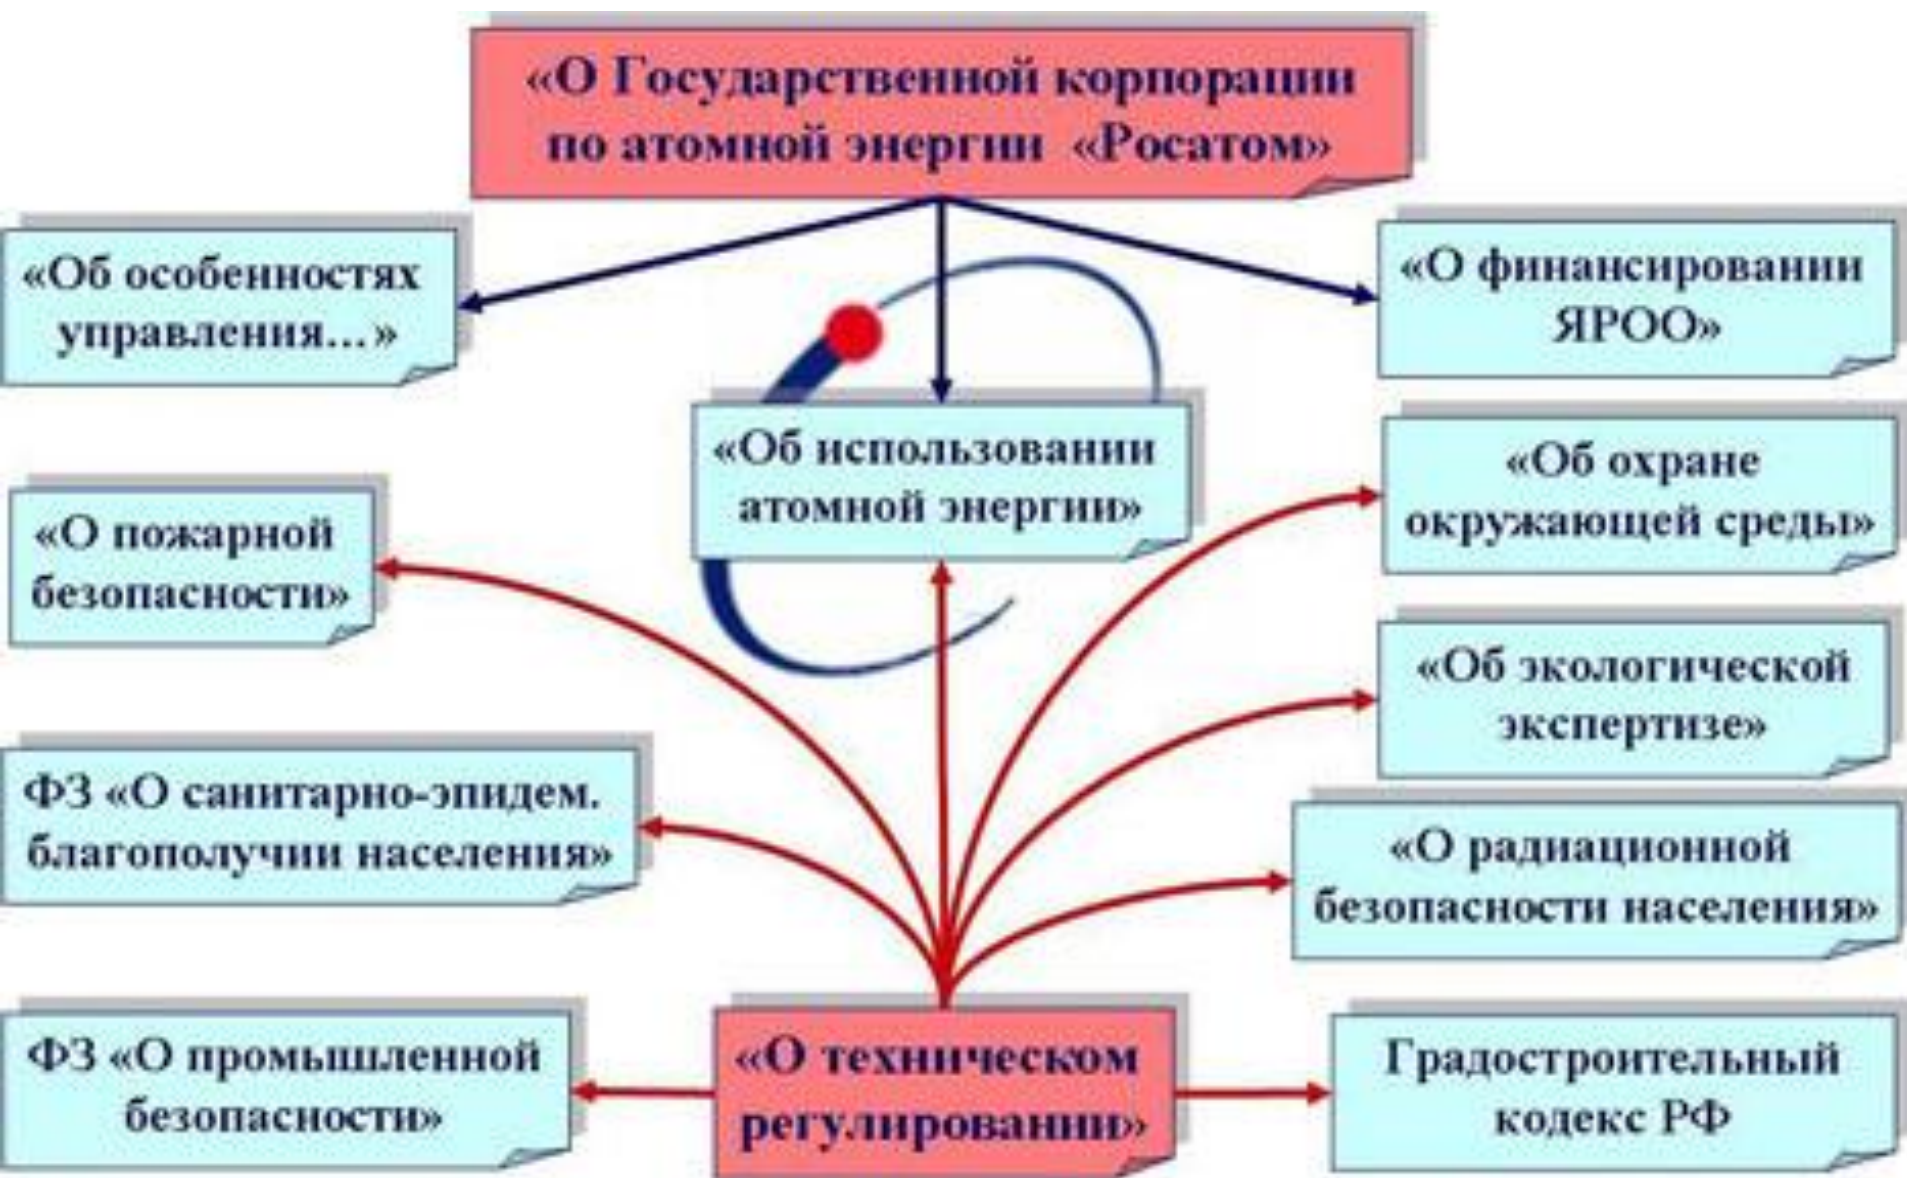 «О Государственной корпорации
по атомной энергии «Росатом»
«Об особенностях
управления...»
«О финансировании
ЯРОО»
«Об использовании
атомной энергии»
«Об охране
окружающей среды»
«О пожарной
безопасности»
«Об экологической
экспертизе»
ФЗ «О санитарно-эпидем.
благополучии населения»
«О радиационной
безопасности населения»
ФЗ «О промышленной
безопасности»
«О техническом
регулировании»
Градостроительный
кодекс РФ